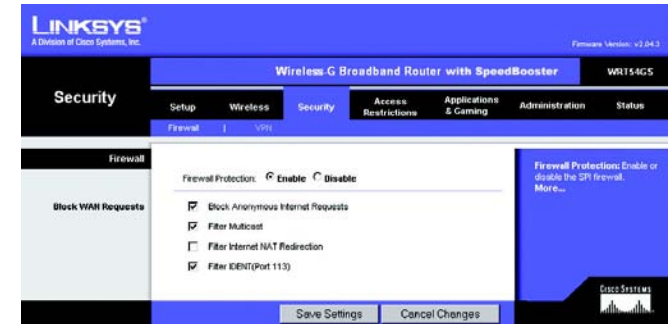 LINKSYS®
A Division of Cisco Systems, Inc.
Firmware Version: v2.04.3
Wireless-G Broadband Router with SpeedBooster
WRT54GS
Security
Setup
Wireless
Security
Access
Restrictions
Applications
& Gaming
Administration
Status
Firewall | VPN
Firewall
Firewall Protection: Enable Disable
Block WAN Requests
Block Anonymous Internet Requests
Filter Multicast
Filter Internet NAT Redirection
Filter IDENT(Port 113)
Firewall Protection: Enable or
disable the SPI firewall.
More...
Save Settings
Cancel Changes
CISCO SYSTEMS